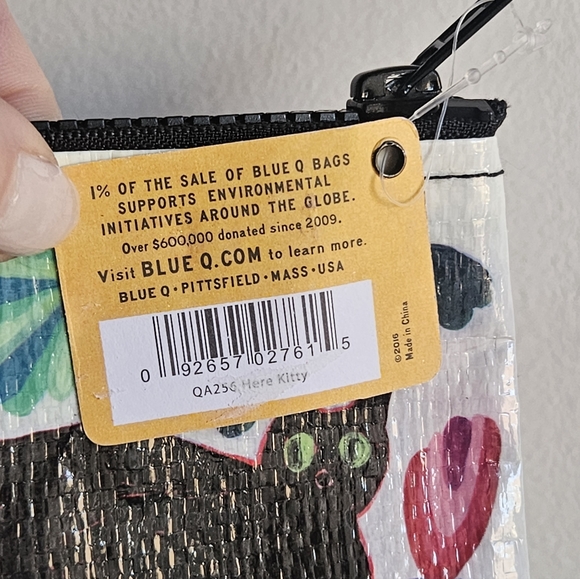 1% OF THE SALE OF BLUE Q BAGS
SUPPORTS ENVIRONMENTAL
INITIATIVES AROUND THE GLOBE.
Over $600,000 donated since 2009.
Visit BLUE Q.COM to learn more.
BLUE Q • PITTSFIELD • MASS • USA
0 92657 02761 5
QA256 Here Kitty
©2016
Made in China